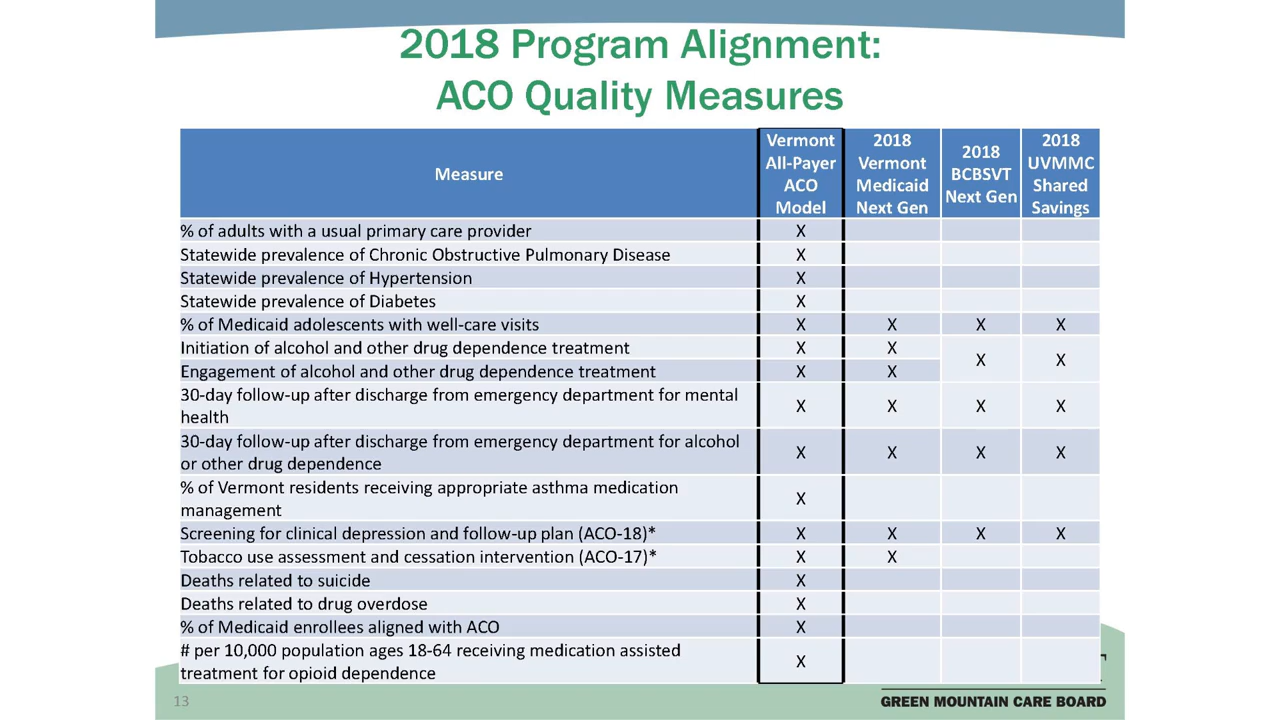 2018 Program Alignment:
ACO Quality Measures
Measure
Vermont
All-Payer
ACO
Model
2018
Vermont
Medicaid
Next Gen
2018
BCBSVT
Next Gen
2018
UVMMC
Shared
Savings
% of adults with a usual primary care provider X
Statewide prevalence of Chronic Obstructive Pulmonary Disease X
Statewide prevalence of Hypertension X
Statewide prevalence of Diabetes X
% of Medicaid adolescents with well-care visits X X X X
Initiation of alcohol and other drug dependence treatment X X
X X
Engagement of alcohol and other drug dependence treatment X X
30-day follow-up after discharge from emergency department for mental
health
X X X X
30-day follow-up after discharge from emergency department for alcohol
or other drug dependence
X X X X
% of Vermont residents receiving appropriate asthma medication
management
X
Screening for clinical depression and follow-up plan (ACO-18)* X X X X
Tobacco use assessment and cessation intervention (ACO-17)* X X
Deaths related to suicide X
Deaths related to drug overdose X
% of Medicaid enrollees aligned with ACO X
# per 10,000 population ages 18-64 receiving medication assisted
treatment for opioid dependence
X
13
GREEN MOUNTAIN CARE BOARD